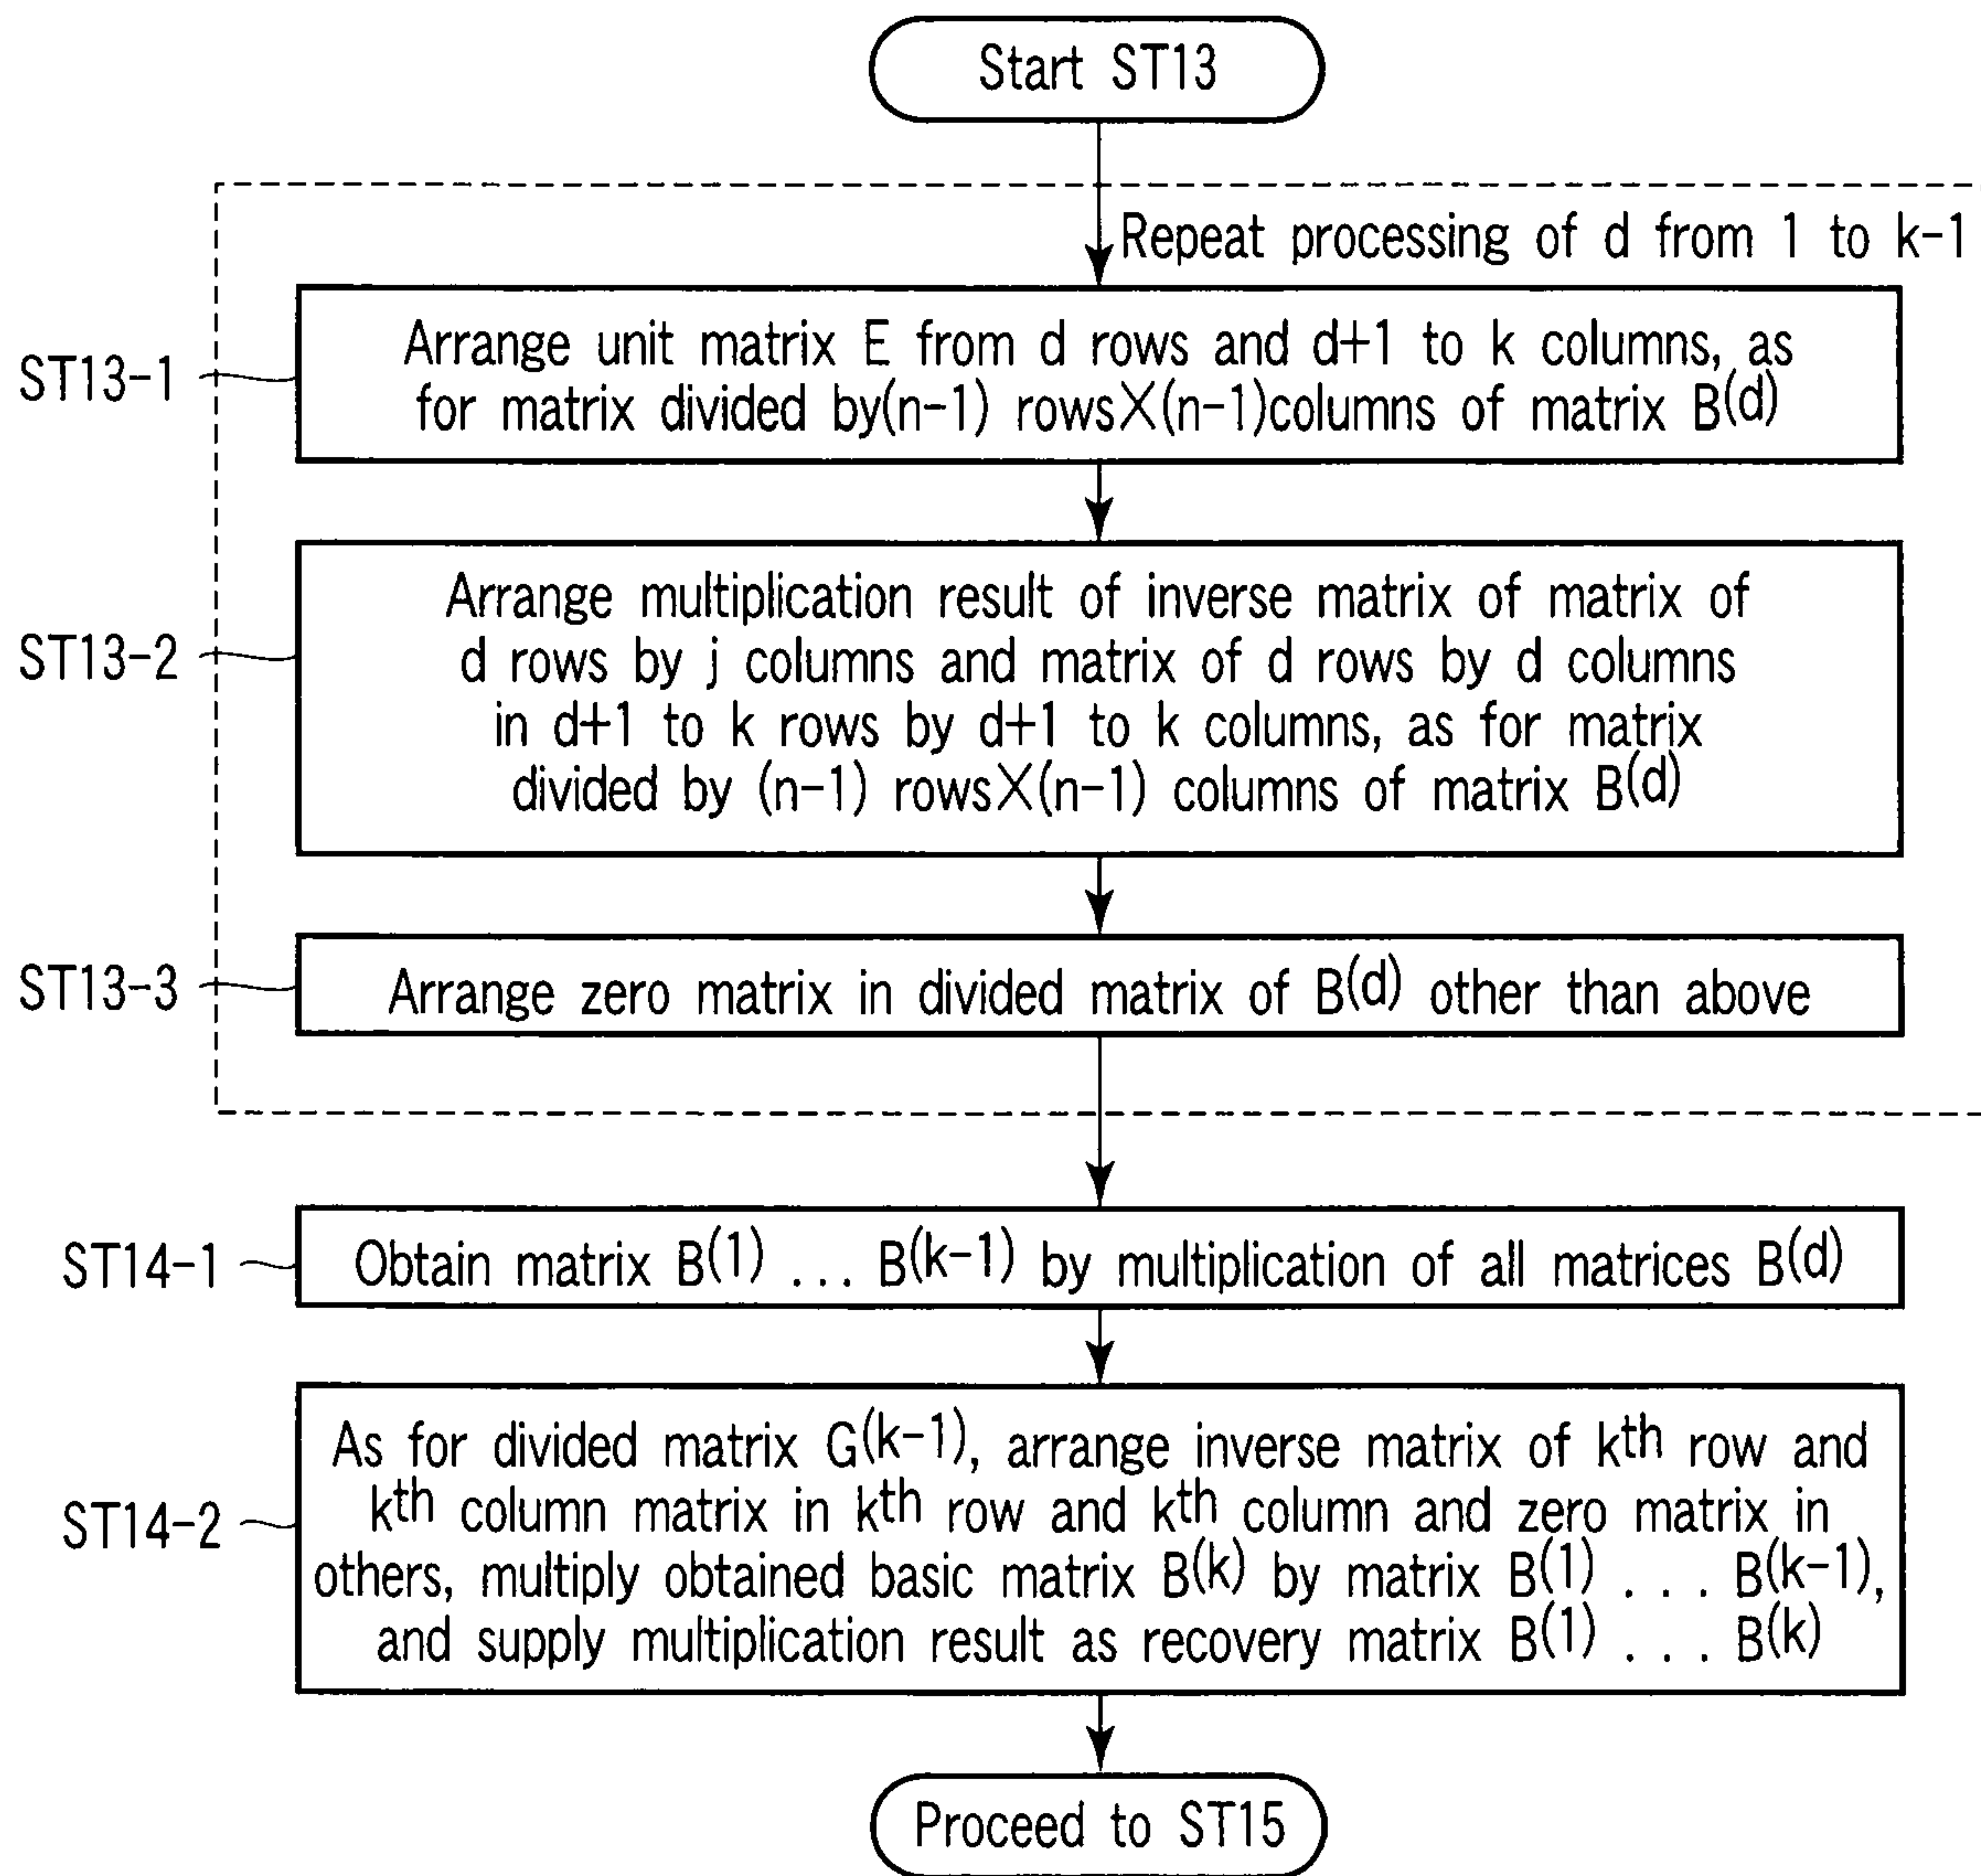 Start ST13
Repeat processing of d from 1 to k-1
ST13-1
Arrange unit matrix E from d rows and d+1 to k columns, as
for matrix divided by(n-1) rows×(n-1)columns of matrix B(d)
ST13-2
Arrange multiplication result of inverse matrix of matrix of
d rows by j columns and matrix of d rows by d columns
in d+1 to k rows by d+1 to k columns, as for matrix
divided by (n-1) rows×(n-1) columns of matrix B(d)
ST13-3
Arrange zero matrix in divided matrix of B(d) other than above
ST14-1
Obtain matrix B(1) ... B(k-1) by multiplication of all matrices B(d)
ST14-2
As for divided matrix G(k-1), arrange inverse matrix of kth row and
kth column matrix in kth row and kth column and zero matrix in
others, multiply obtained basic matrix B(k) by matrix B(1) . . . B(k-1),
and supply multiplication result as recovery matrix B(1) . . . B(k)
Proceed to ST15